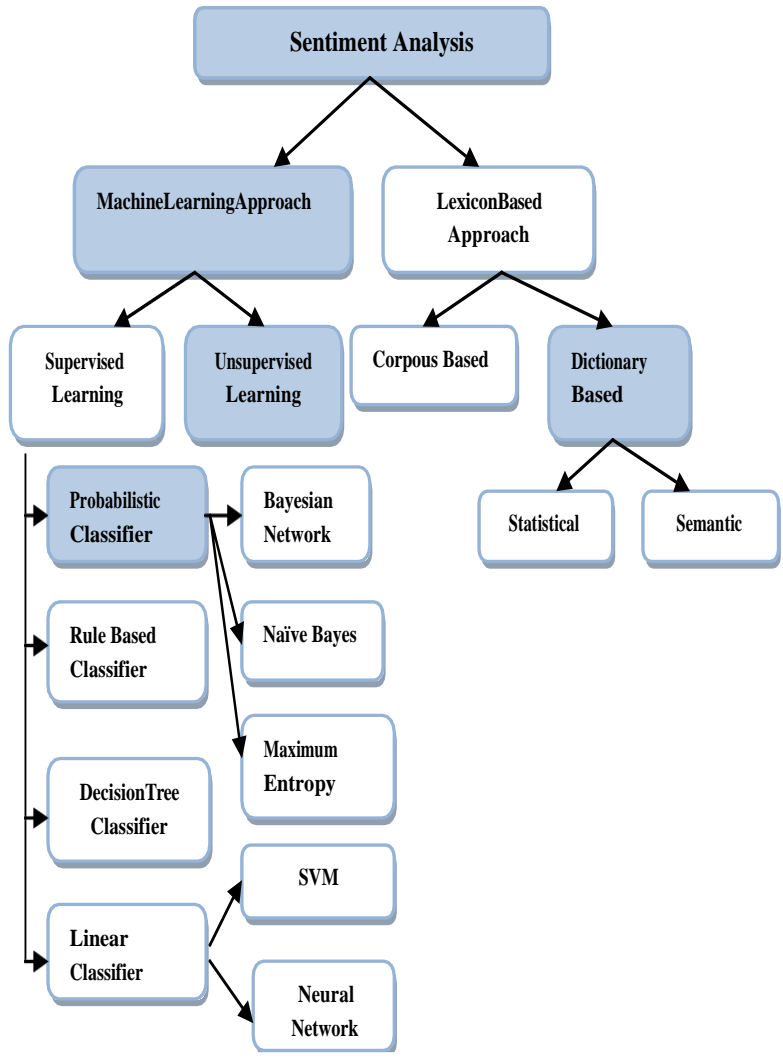 Sentiment Analysis
MachineLearningApproach
LexiconBased
Approach
Supervised
Learning
Unsupervised
Learning
Corpous Based
Dictionary
Based
Statistical
Semantic
Probabilistic
Classifier
Bayesian
Network
Naïve Bayes
Maximum
Entropy
Rule Based
Classifier
DecisionTree
Classifier
Linear
Classifier
SVM
Neural
Network